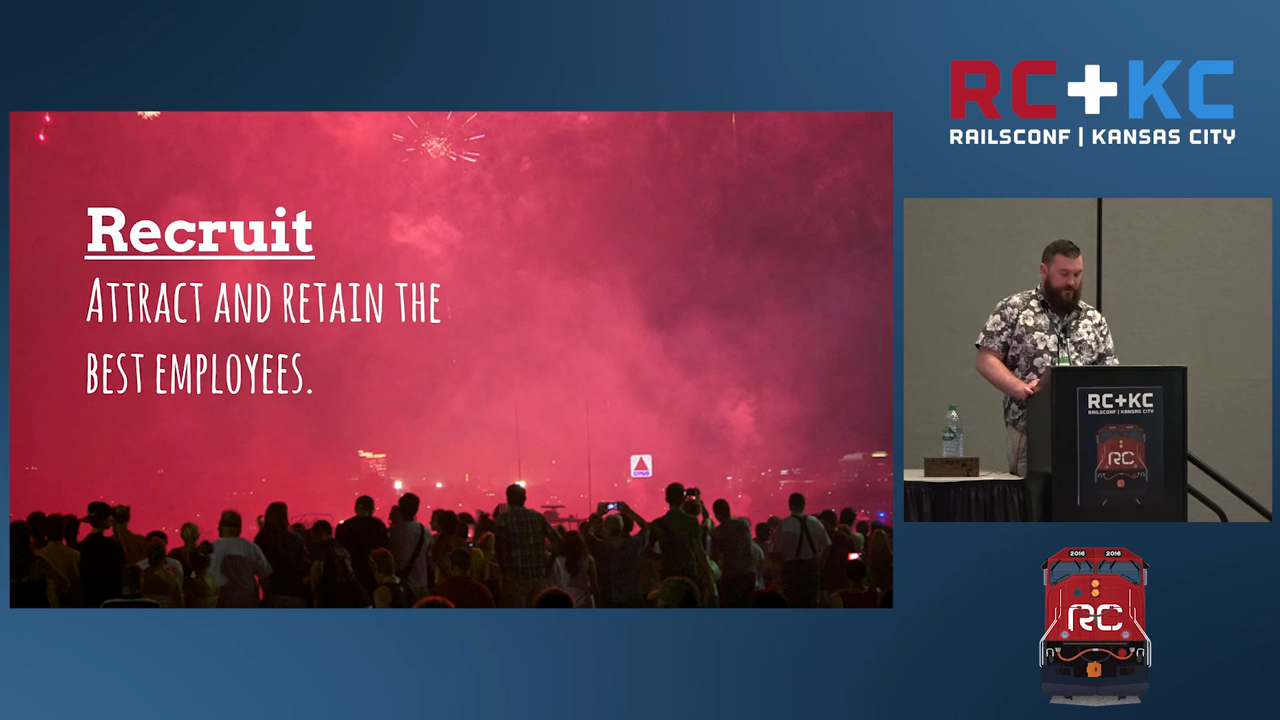 Recruit
ATTRACT AND RETAIN THE
BEST EMPLOYEES.
CITGO
RC+KC
RAILSCONF | KANSAS CITY
RC+KC
RAILSCONF | KANSAS CITY
RC
2016 2016
RC